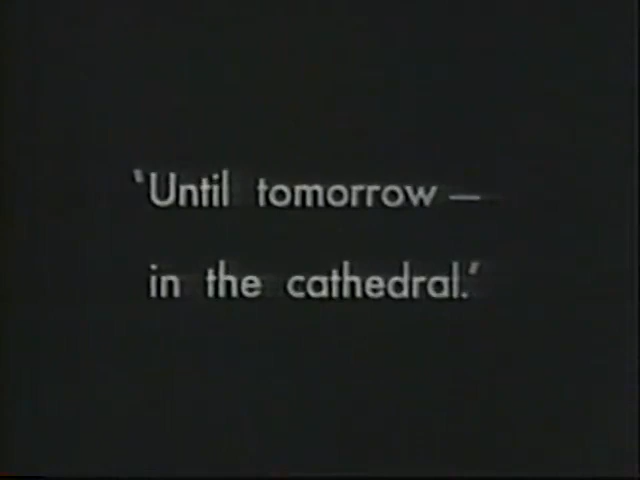 ‘Until tomorrow —
in the cathedral.’